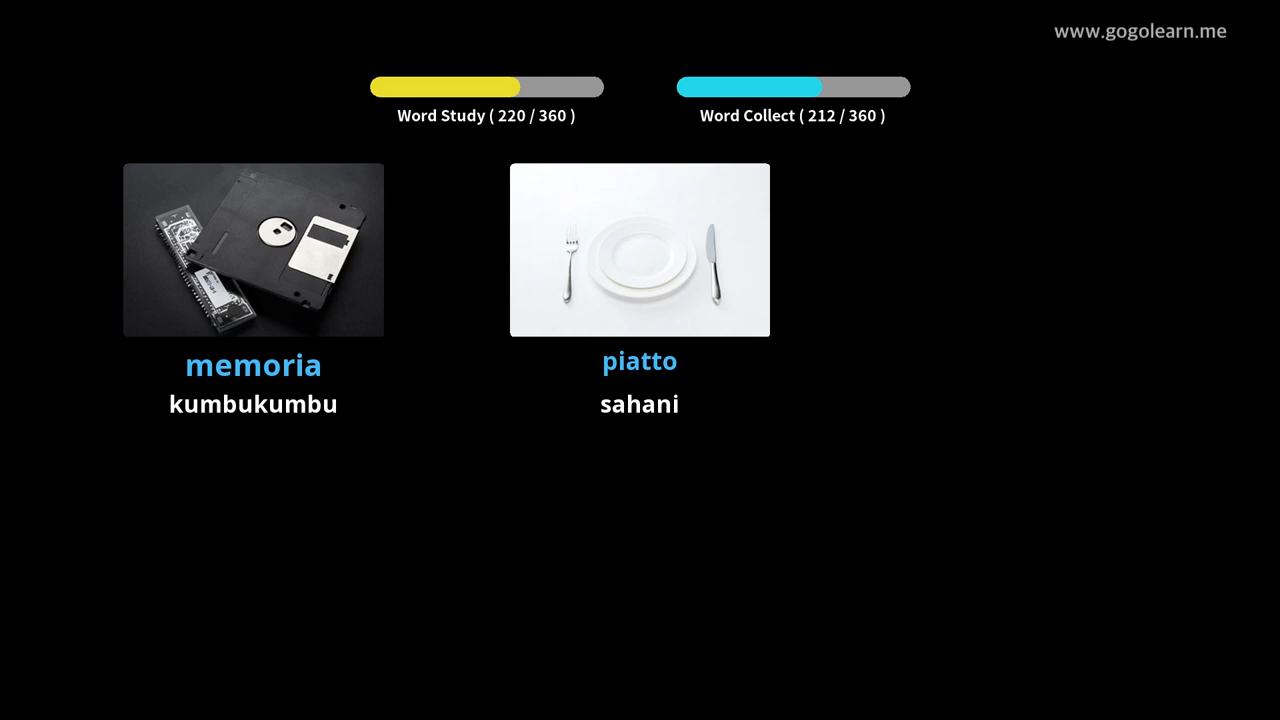 www.gogolearn.me
Word Study ( 220 / 360 )
Word Collect ( 212 / 360 )
memoria
kumbukumbu
piatto
sahani